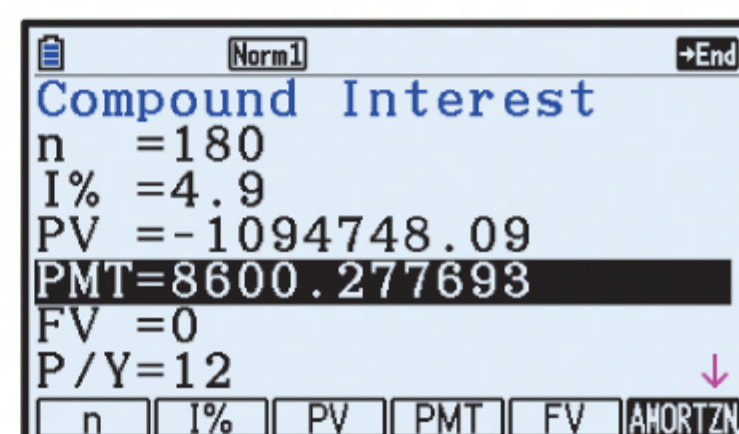 Norm1 →End
Compound Interest
n =180
I% =4.9
PV =-1094748.09
PMT=8600.277693
FV =0
P/Y=12 ↓
n I% PV PMT FV AMORTZN